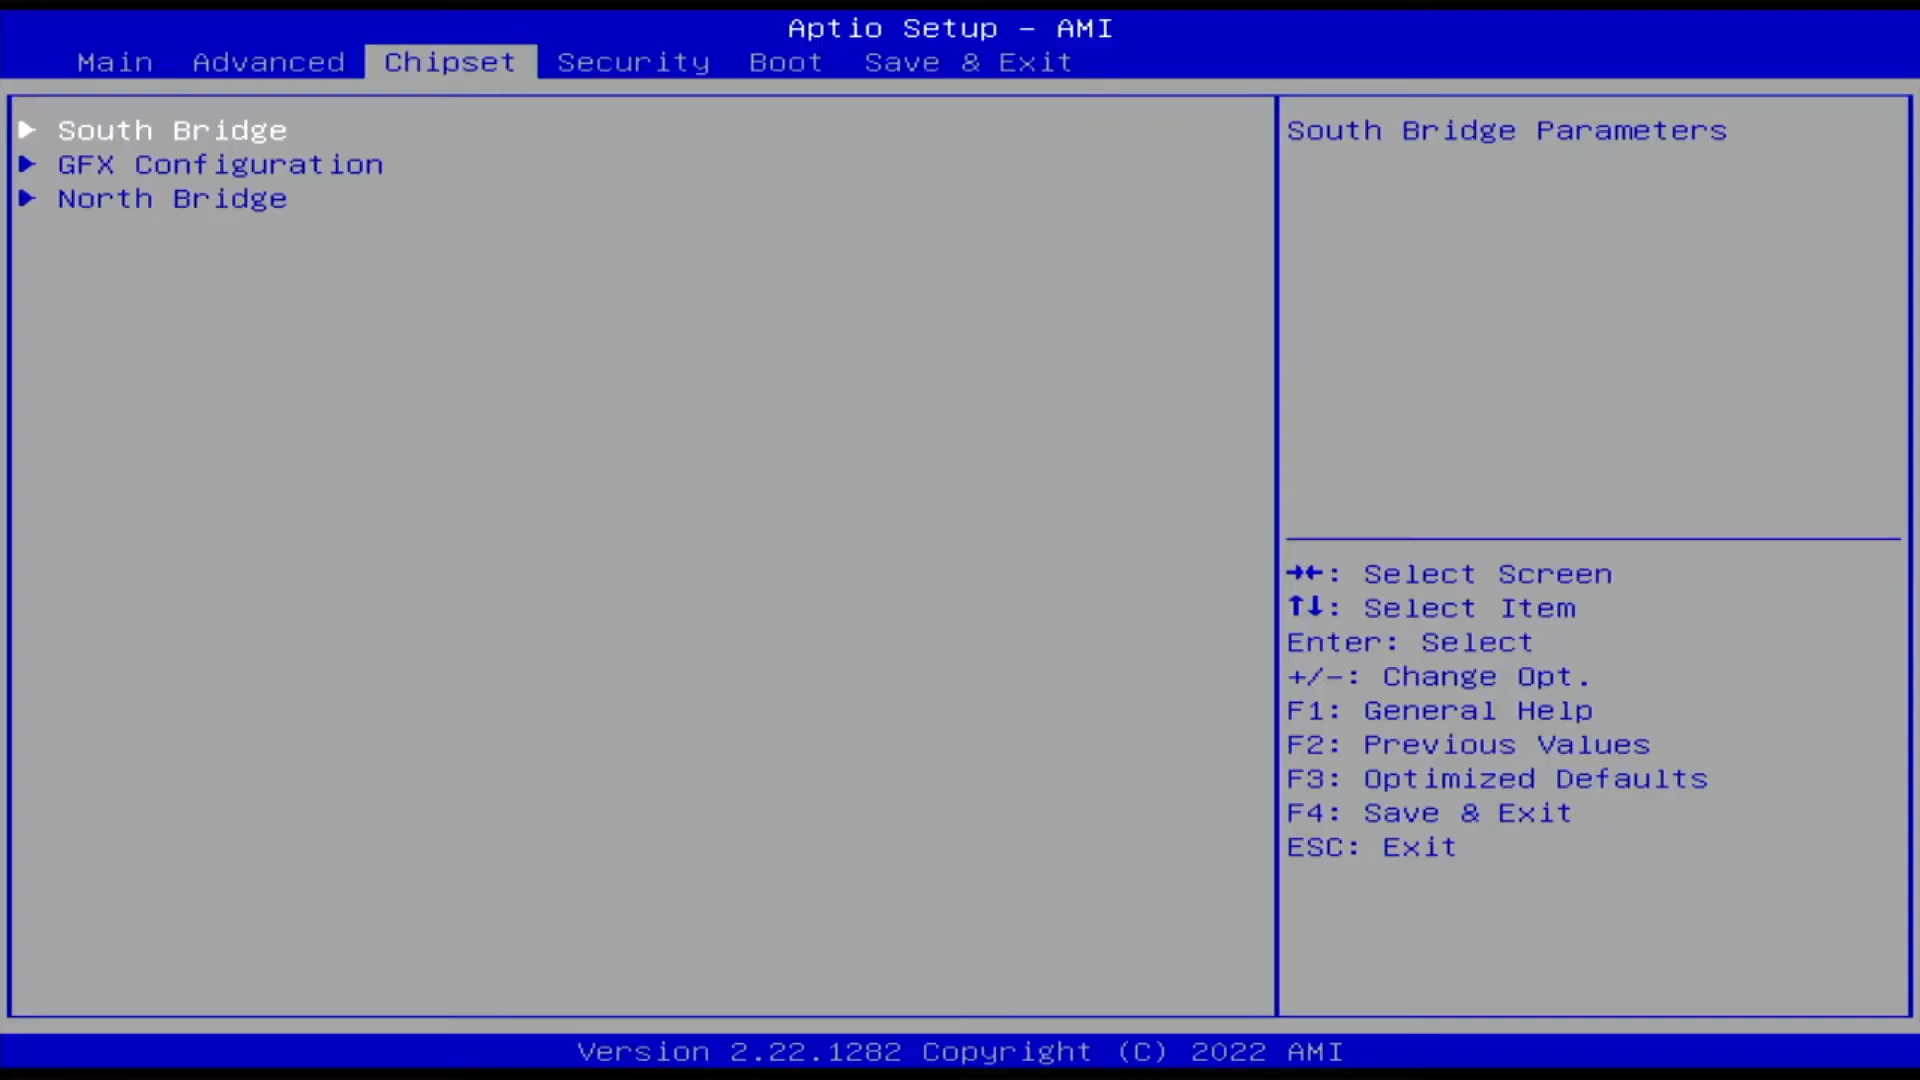 Aptio Setup – AMI
Main Advanced Chipset Security Boot Save & Exit
► South Bridge
► GFX Configuration
► North Bridge
South Bridge Parameters
→←: Select Screen
↑↓: Select Item
Enter: Select
+/-: Change Opt.
F1: General Help
F2: Previous Values
F3: Optimized Defaults
F4: Save & Exit
ESC: Exit
Version 2.22.1282 Copyright (C) 2022 AMI